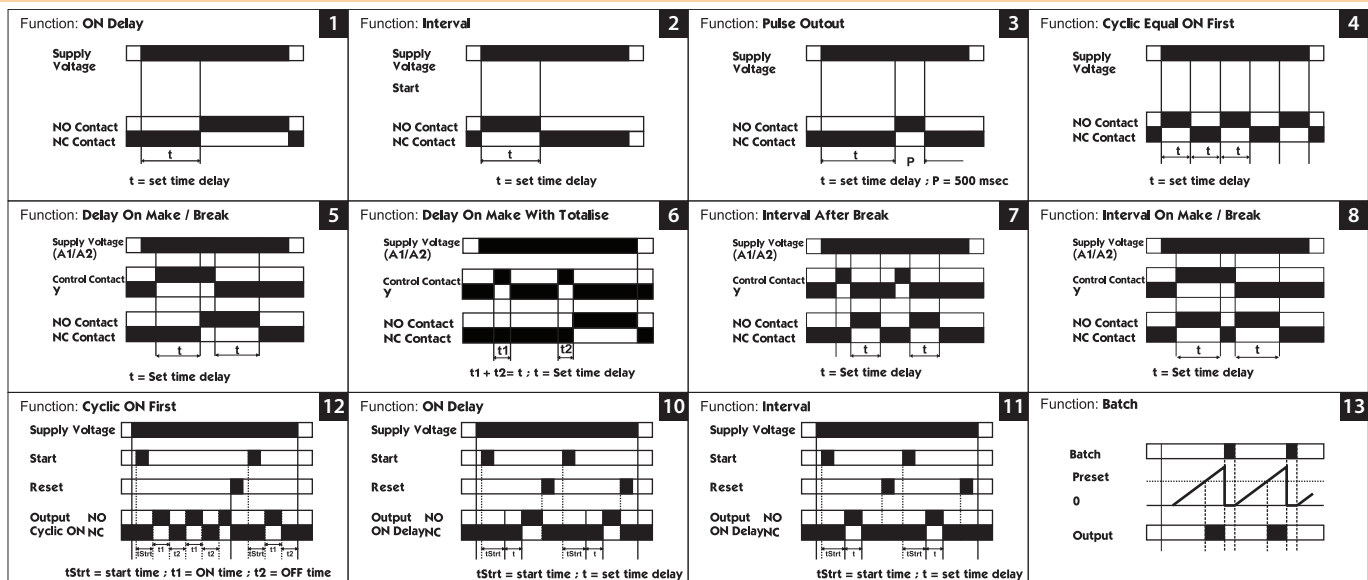 Function: ON Delay
1
Supply
Voltage
NO Contact
NC Contact
t
t = set time delay
Function: Interval
2
Supply
Voltage
Start
NO Contact
NC Contact
t
t = set time delay
Function: Pulse Outout
3
Supply
Voltage
NO Contact
NC Contact
t
P
t = set time delay ; P = 500 msec
Function: Cyclic Equal ON First
4
Supply
Voltage
NO Contact
NC Contact
t t t
t = set time delay
Function: Delay On Make / Break
5
Supply Voltage
(A1/A2)
Control Contact
Y
NO Contact
NC Contact
t t
t = Set time delay
Function: Delay On Make With Totalise
6
Supply Voltage
(A1/A2)
Control Contact
Y
NO Contact
NC Contact
t1 t2
t1 + t2= t ; t = Set time delay
Function: Interval After Break
7
Supply Voltage
(A1/A2)
Control Contact
Y
NO Contact
NC Contact
t t
t = Set time delay
Function: Interval On Make / Break
8
Supply Voltage
(A1/A2)
Control Contact
Y
NO Contact
NC Contact
t t
t = Set time delay
Function: Cyclic ON First
12
Supply Voltage
Start
Reset
Output NO
Cyclic ON NC
tStrt t1 t2 t1 t2 tStrt t1 t2
tStrt = start time ; t1 = ON time ; t2 = OFF time
Function: ON Delay
10
Supply Voltage
Start
Reset
Output NO
ON DelayNC
tStrt t tStrt t
tStrt = start time ; t = set time delay
Function: Interval
11
Supply Voltage
Start
Reset
Output NO
ON DelayNC
tStrt t tStrt t
tStrt = start time ; t = set time delay
Function: Batch
13
Batch
Preset
0
Output